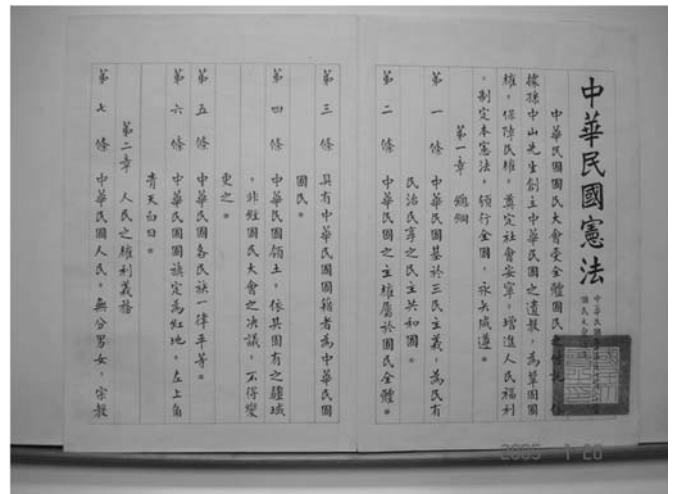 中華民國憲法
中華民國國民大會受全體國民之付託，依
據孫中山先生創立中華民國之遺教，為鞏固國
權，保障民權，奠定社會安寧，增進人民福利
，制定本憲法，頒行全國，永矢咸遵。
第一章 總綱
第一條 中華民國基於三民主義，為民有
民治民享之民主共和國。
第二條 中華民國之主權屬於國民全體。
第三條 具有中華民國國籍者為中華民國
國民。
第四條 中華民國領土，依其固有之疆域
，非經國民大會之決議，不得變
更之。
第五條 中華民國各民族一律平等。
第六條 中華民國國旗定為紅地，左上角
青天白日。
第二章 人民之權利義務
第七條 中華民國人民，無分男女，宗教
2005 1 20